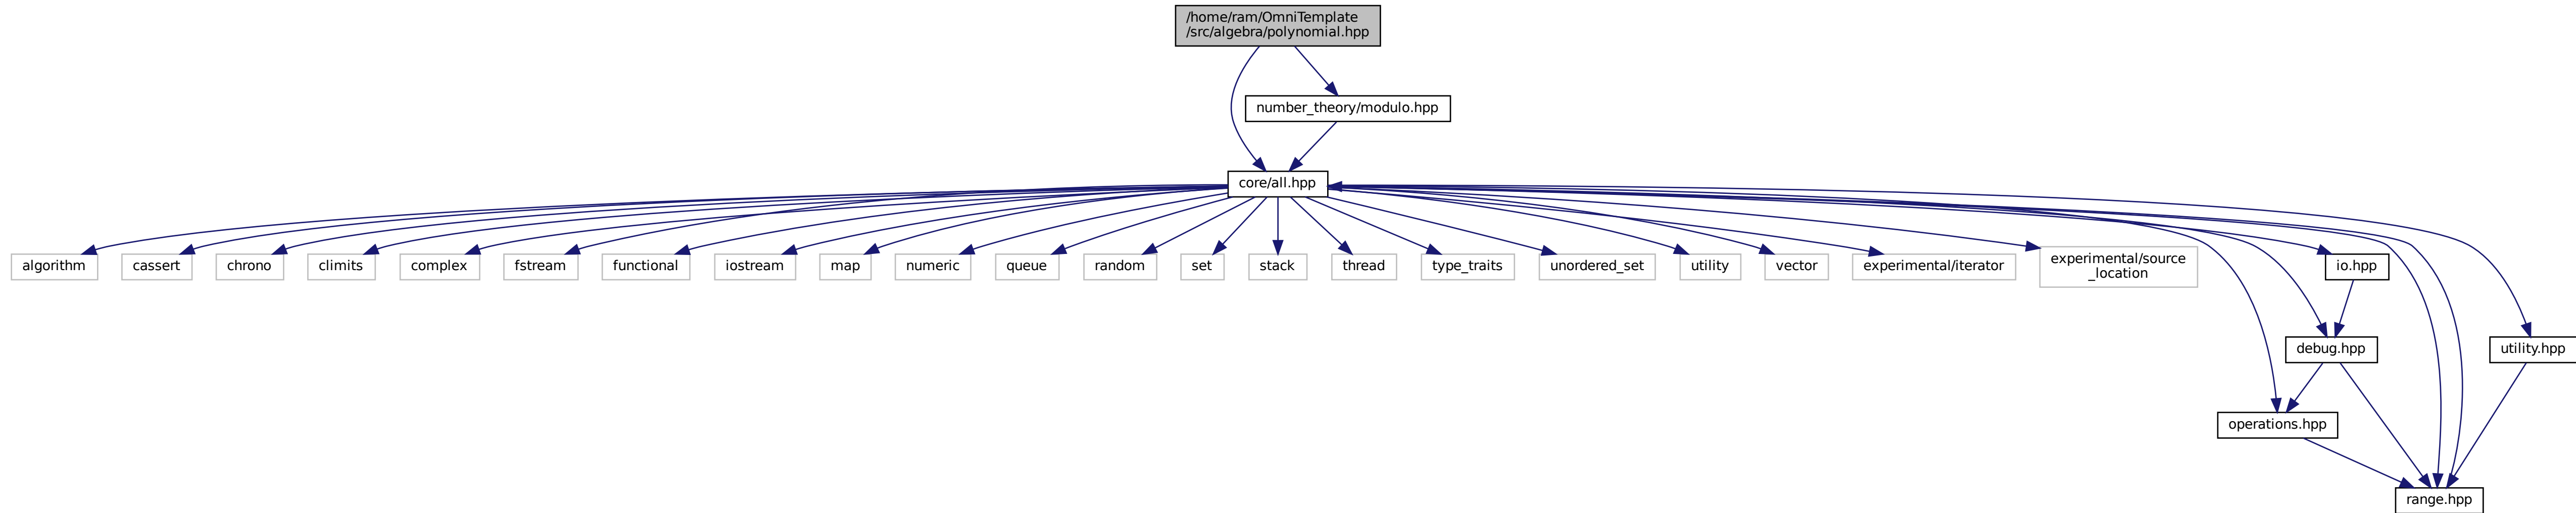 /home/ram/OmniTemplate
/src/algebra/polynomial.hpp
number_theory/modulo.hpp
core/all.hpp
algorithm
cassert
chrono
climits
complex
fstream
functional
iostream
map
numeric
queue
random
set
stack
thread
type_traits
unordered_set
utility
vector
experimental/iterator
experimental/source
_location
io.hpp
debug.hpp
utility.hpp
operations.hpp
range.hpp